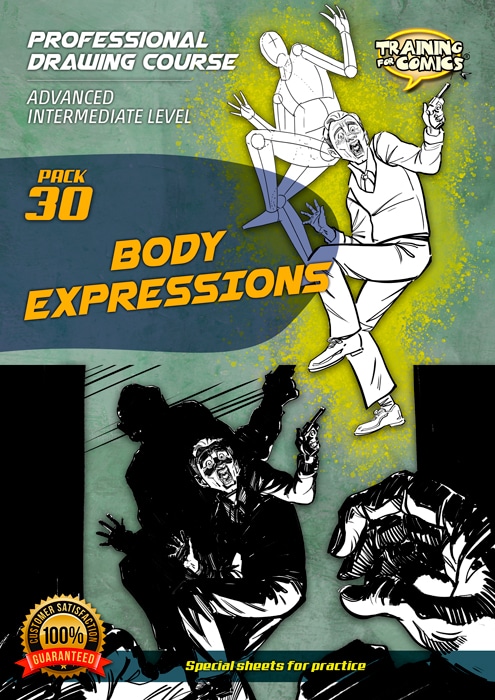 PROFESSIONAL
DRAWING COURSE
TRAINING
FOR COMICS®
ADVANCED
INTERMEDIATE LEVEL
PACK
30
BODY
EXPRESSIONS
CUSTOMER SATISFACTION
100%
GUARANTEED
Special sheets for practice